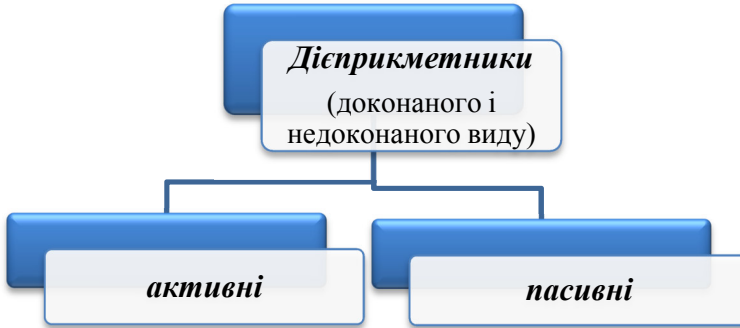 Дієприкметники
(доконаного і
недоконаного виду)
активні
пасивні